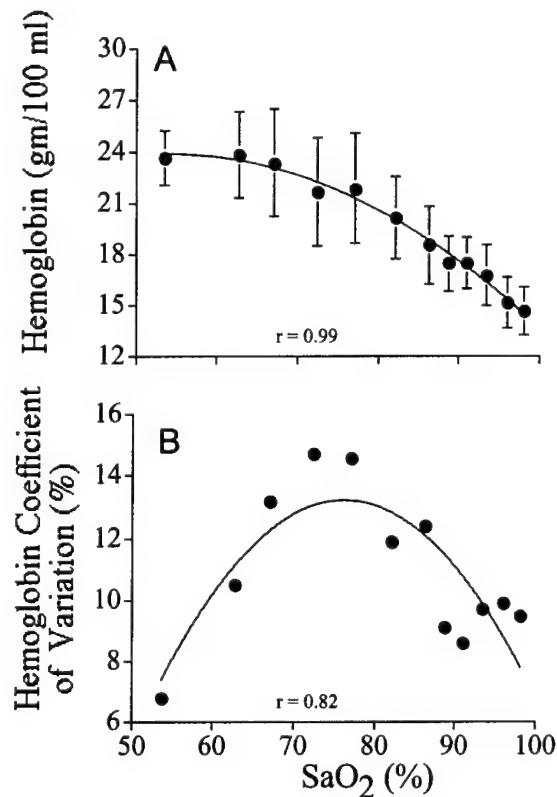 Hemoglobin (gm/100 ml)
30
27
24
21
18
15
12
A
r = 0.99
Hemoglobin Coefficient
of Variation (%)
16
14
12
10
8
6
B
r = 0.82
50 60 70 80 90 100
SaO2 (%)